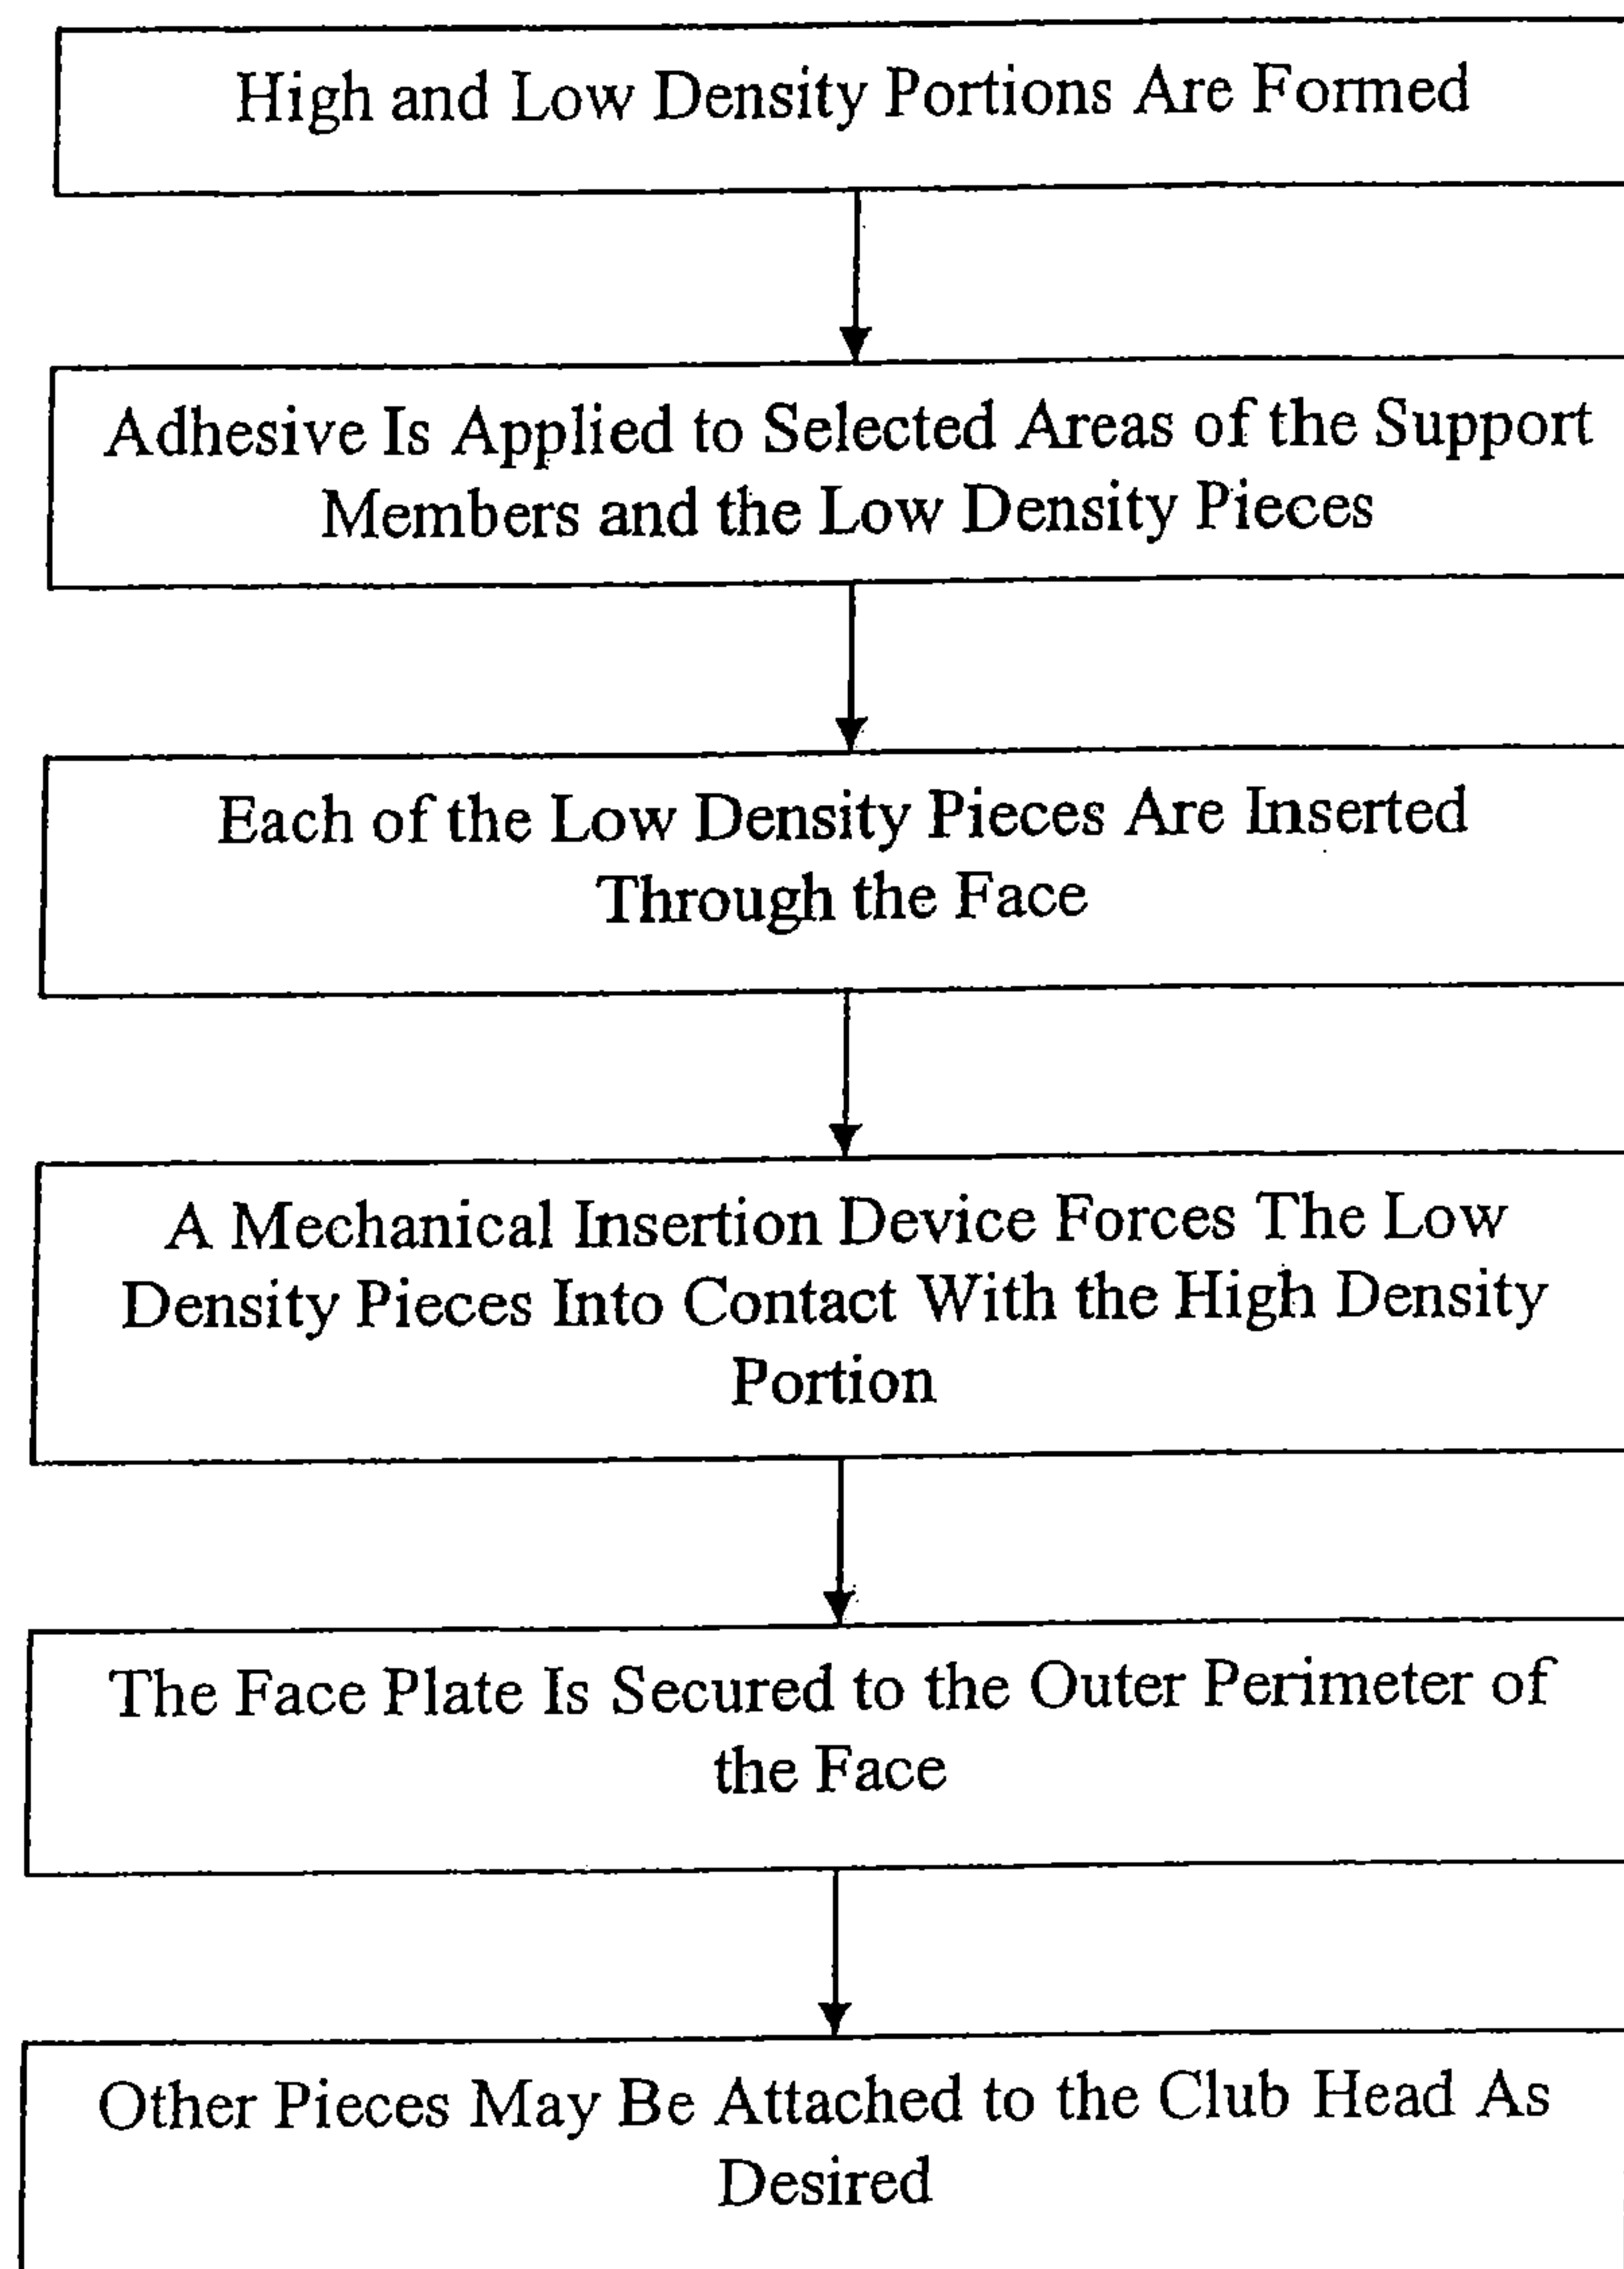 High and Low Density Portions Are Formed
Adhesive Is Applied to Selected Areas of the Support
Members and the Low Density Pieces
Each of the Low Density Pieces Are Inserted
Through the Face
A Mechanical Insertion Device Forces The Low
Density Pieces Into Contact With the High Density
Portion
The Face Plate Is Secured to the Outer Perimeter of
the Face
Other Pieces May Be Attached to the Club Head As
Desired